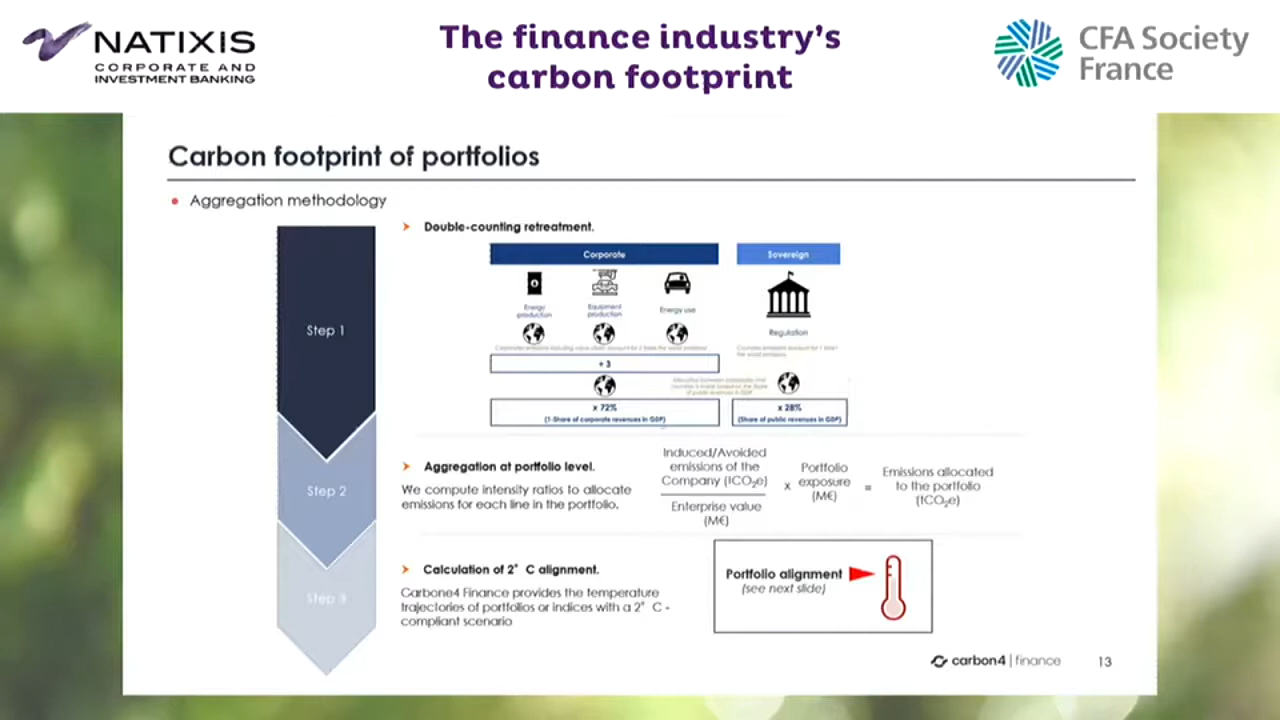 NATIXIS
CORPORATE AND
INVESTMENT BANKING
The finance industry's
carbon footprint
CFA Society
France
Carbon footprint of portfolios
• Aggregation methodology
Step 1
Double-counting retreatment.
Corporate
Sovereign
Energy
production
Equipment
production
Energy use
Regulation
÷ 3
x 72%
(1-Share of corporate revenues in GDP)
x 28%
(Share of public revenues in GDP)
Step 2
Aggregation at portfolio level.
We compute intensity ratios to allocate
emissions for each line in the portfolio.
Induced/Avoided
emissions of the
Company (tCO₂e)
Enterprise value
(M€)
x
Portfolio
exposure
(M€)
=
Emissions allocated
to the portfolio
(tCO₂e)
Step 3
Calculation of 2° C alignment.
Carbone4 Finance provides the temperature
trajectories of portfolios or indices with a 2° C -
compliant scenario
Portfolio alignment
(see next slide)
carbon4 | finance
13